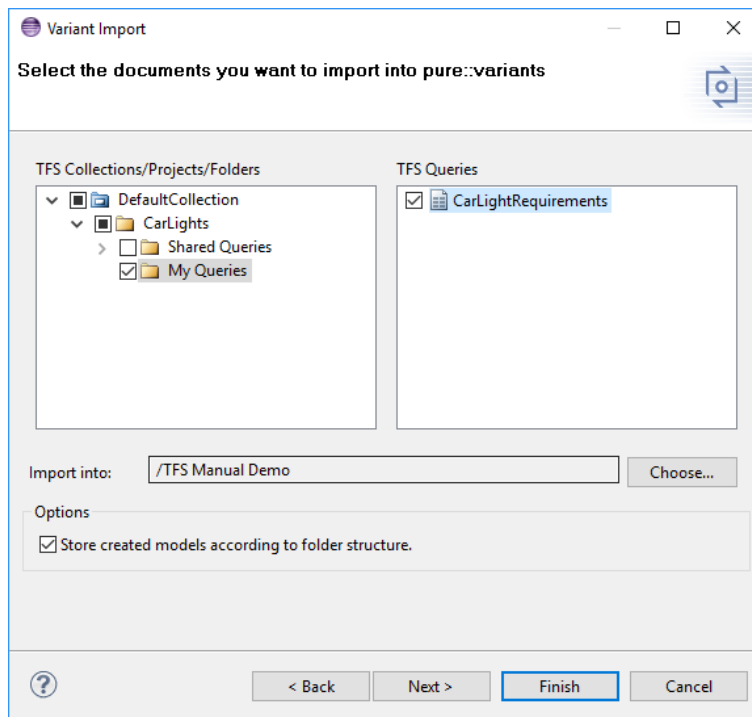 Variant Import
Select the documents you want to import into pure::variants
TFS Collections/Projects/Folders
DefaultCollection
CarLights
Shared Queries
My Queries
TFS Queries
CarLightRequirements
Import into:
/TFS Manual Demo
Choose...
Options
Store created models according to folder structure.
?
< Back
Next >
Finish
Cancel